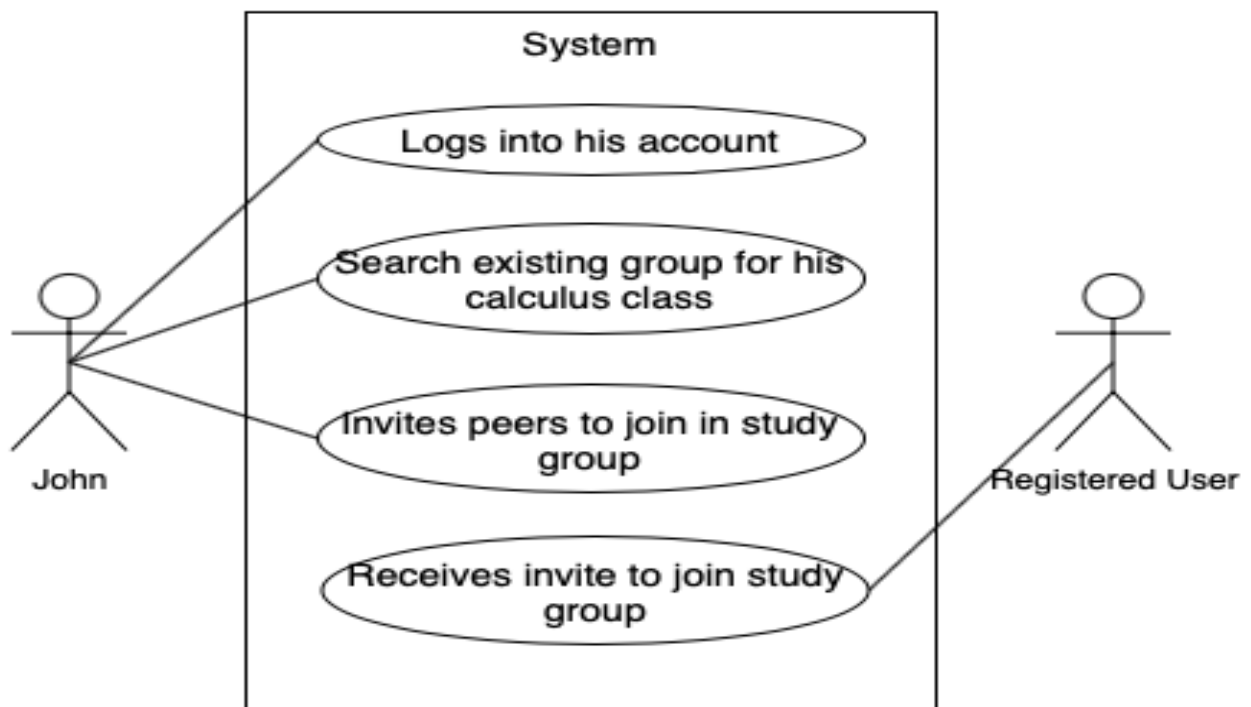 System
Logs into his account
Search existing group for his
calculus class
Invites peers to join in study
group
John
Registered User
Receives invite to join study
group